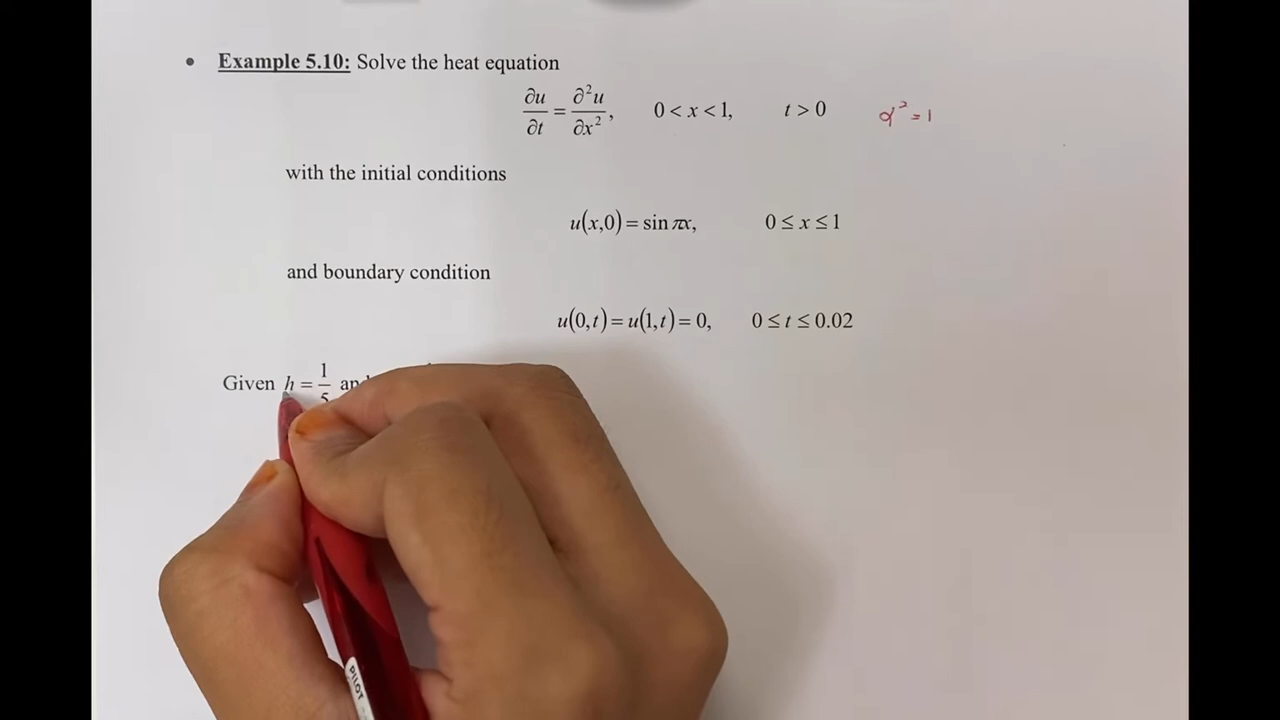 • Example 5.10: Solve the heat equation
∂u/∂t = ∂²u/∂x², 0 < x < 1, t > 0 α² = 1
with the initial conditions
u(x,0) = sin πx, 0 ≤ x ≤ 1
and boundary condition
u(0,t) = u(1,t) = 0, 0 ≤ t ≤ 0.02
Given h = 1/5
PILOT